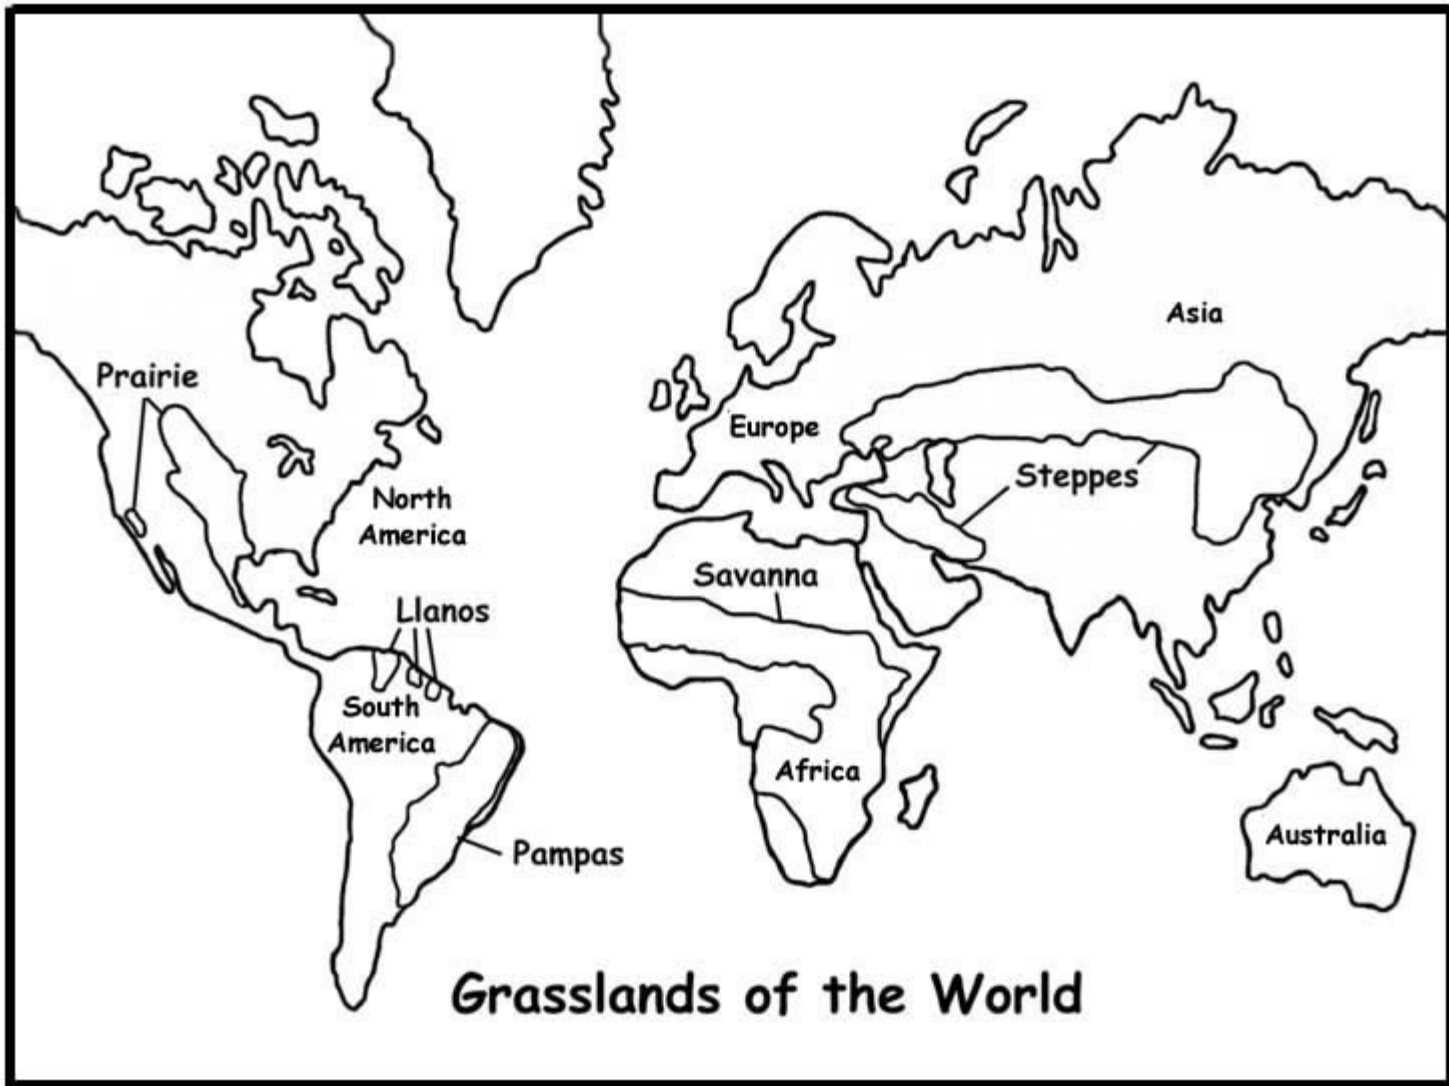 Asia
Prairie
Europe
Steppes
North
America
Savanna
Llanos
South
America
Africa
Australia
Pampas
Grasslands of the World